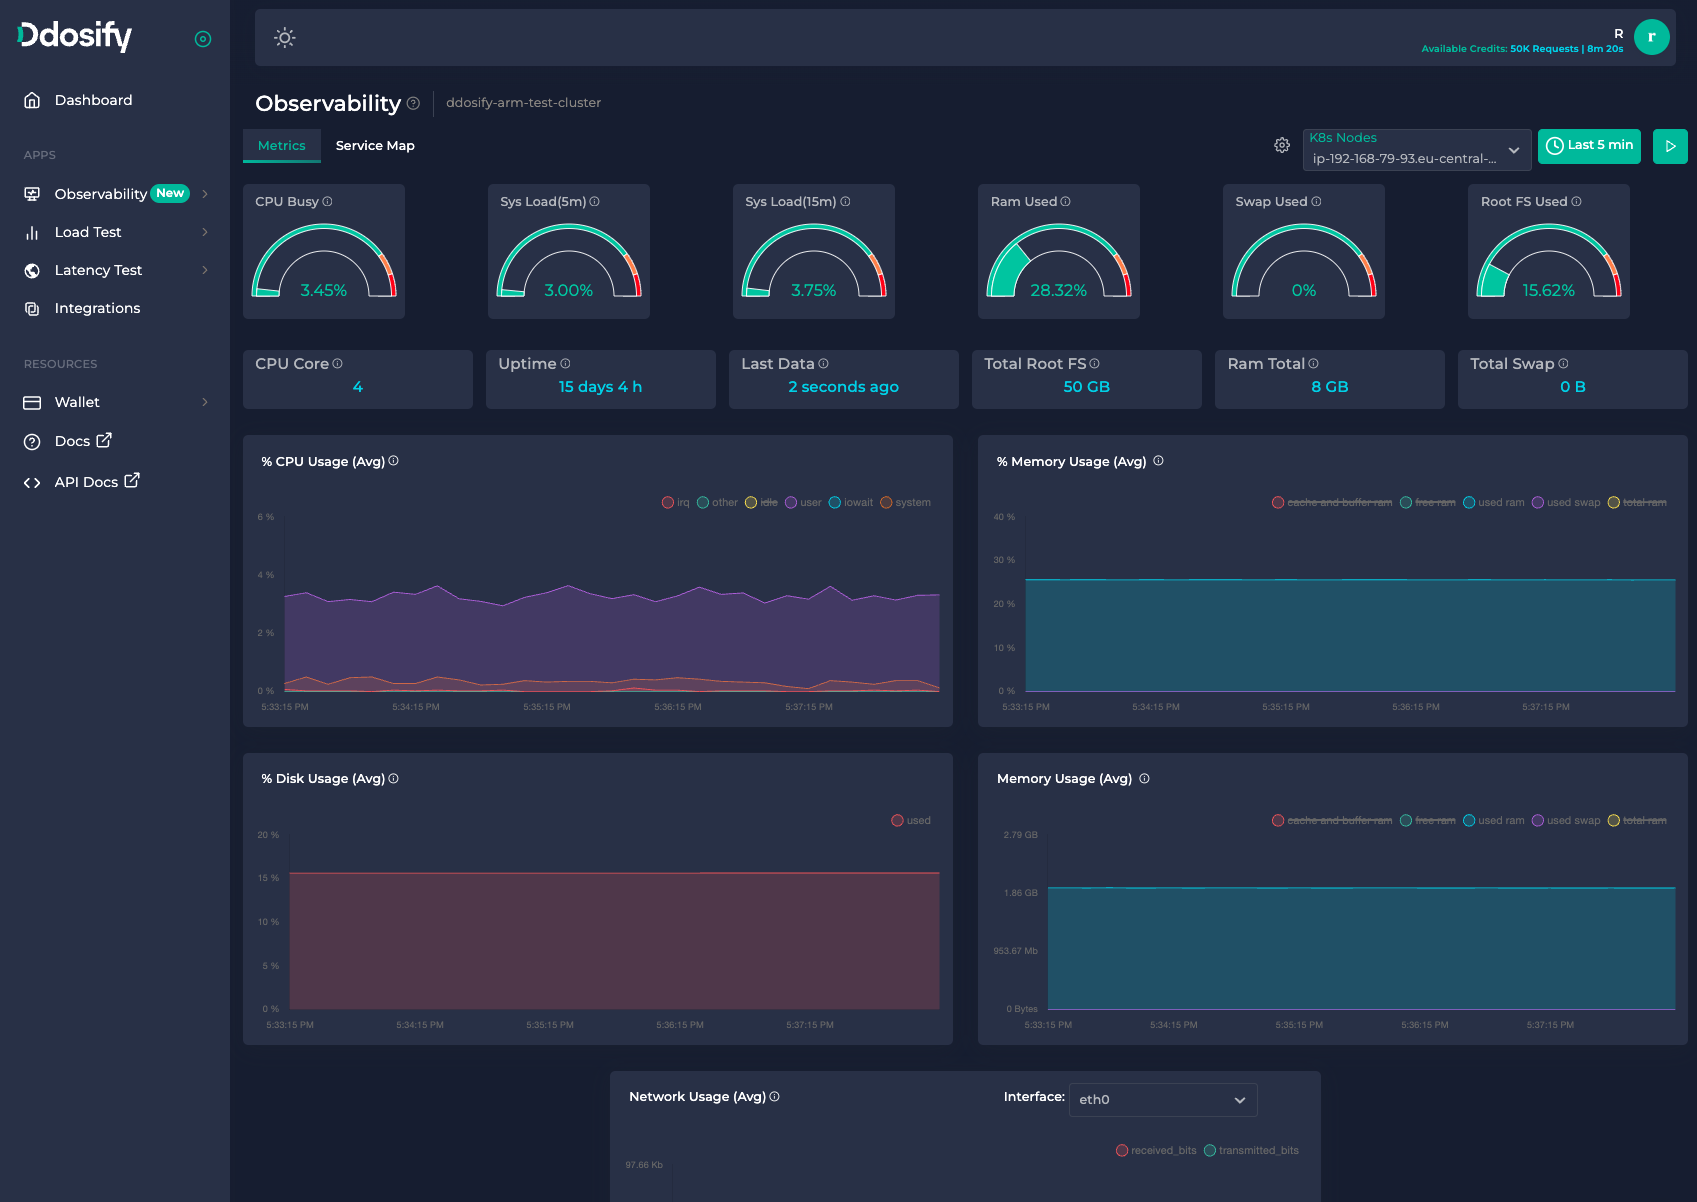 Ddosify
R
Available Credits: 50K Requests | 8m 20s
r
Dashboard
APPS
Observability New
Load Test
Latency Test
Integrations
RESOURCES
Wallet
Docs
API Docs
Observability
ddosify-arm-test-cluster
Metrics
Service Map
K8s Nodes
ip-192-168-79-93.eu-central-...
Last 5 min
CPU Busy
3.45%
Sys Load(5m)
3.00%
Sys Load(15m)
3.75%
Ram Used
28.32%
Swap Used
0%
Root FS Used
15.62%
CPU Core
4
Uptime
15 days 4 h
Last Data
2 seconds ago
Total Root FS
50 GB
Ram Total
8 GB
Total Swap
0 B
% CPU Usage (Avg)
irq other idle user iowait system
6 %
4 %
2 %
0 %
5:33:15 PM 5:34:15 PM 5:35:15 PM 5:36:15 PM 5:37:15 PM
% Memory Usage (Avg)
cache and buffer ram free ram used ram used swap total ram
40 %
30 %
20 %
10 %
0 %
5:33:15 PM 5:34:15 PM 5:35:15 PM 5:36:15 PM 5:37:15 PM
% Disk Usage (Avg)
used
20 %
15 %
10 %
5 %
0 %
5:33:15 PM 5:34:15 PM 5:35:15 PM 5:36:15 PM 5:37:15 PM
Memory Usage (Avg)
cache and buffer ram free ram used ram used swap total ram
2.79 GB
1.86 GB
953.67 Mb
0 Bytes
5:33:15 PM 5:34:15 PM 5:35:15 PM 5:36:15 PM 5:37:15 PM
Network Usage (Avg)
Interface: eth0
received_bits transmitted_bits
97.66 Kb